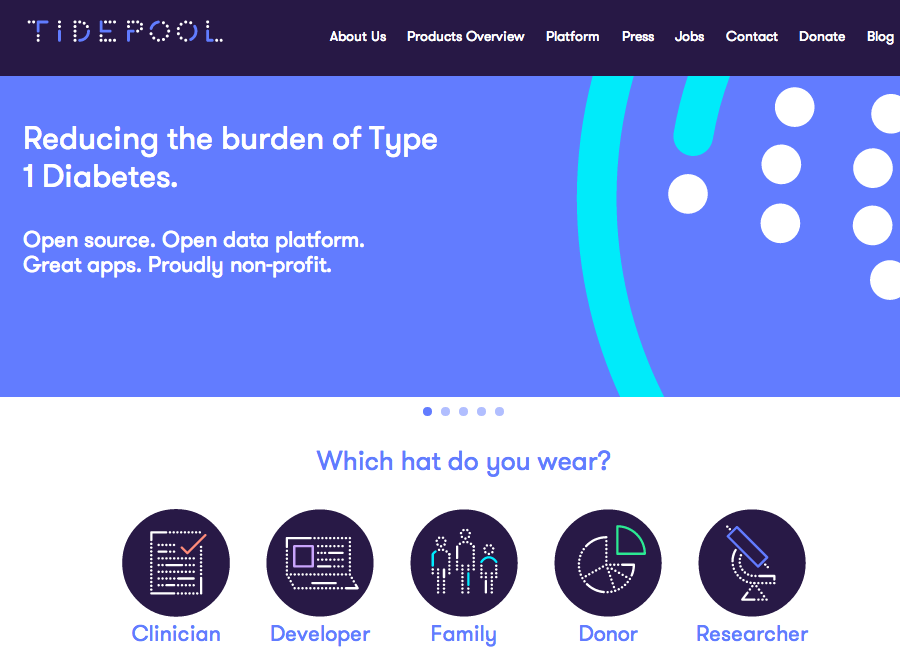 TIDEPOOL
About Us Products Overview Platform Press Jobs Contact Donate Blog
Reducing the burden of Type
1 Diabetes.
Open source. Open data platform.
Great apps. Proudly non-profit.
Which hat do you wear?
Clinician Developer Family Donor Researcher